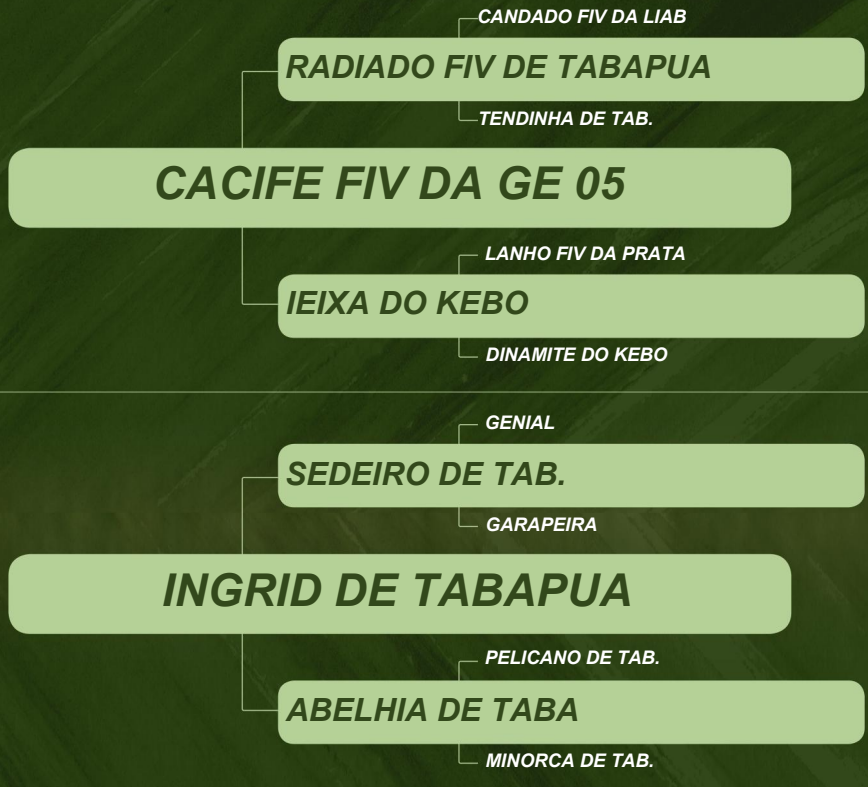 CANDADO FIV DA LIAB
RADIADO FIV DE TABAPUA
TENDINHA DE TAB.
CACIFE FIV DA GE 05
LANHO FIV DA PRATA
IEIXA DO KEBO
DINAMITE DO KEBO
GENIAL
SEDEIRO DE TAB.
GARAPEIRA
INGRID DE TABAPUA
PELICANO DE TAB.
ABELHIA DE TABA
MINORCA DE TAB.